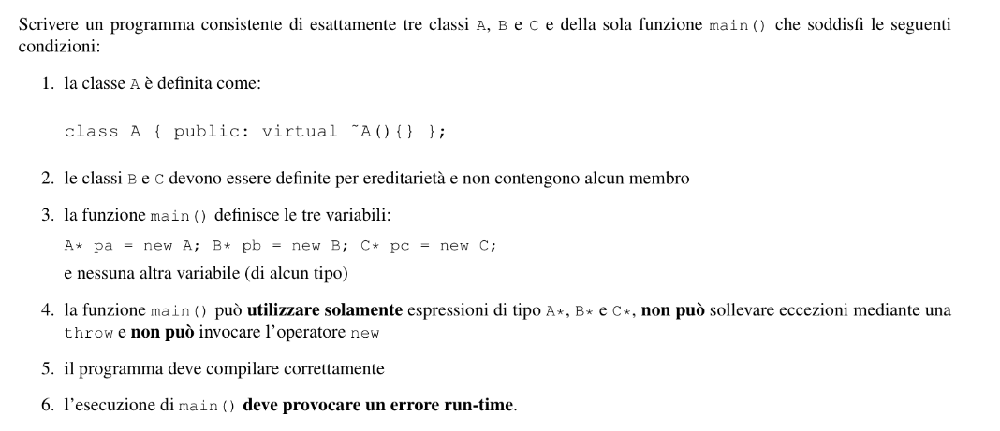 Scrivere un programma consistente di esattamente tre classi A, B e C e della sola funzione main() che soddisfi le seguenti
condizioni:
1. la classe A è definita come:
class A { public: virtual ~A(){} };
2. le classi B e C devono essere definite per ereditarietà e non contengono alcun membro
3. la funzione main() definisce le tre variabili:
A* pa = new A; B* pb = new B; C* pc = new C;
e nessuna altra variabile (di alcun tipo)
4. la funzione main() può utilizzare solamente espressioni di tipo A*, B* e C*, non può sollevare eccezioni mediante una
throw e non può invocare l'operatore new
5. il programma deve compilare correttamente
6. l'esecuzione di main() deve provocare un errore run-time.